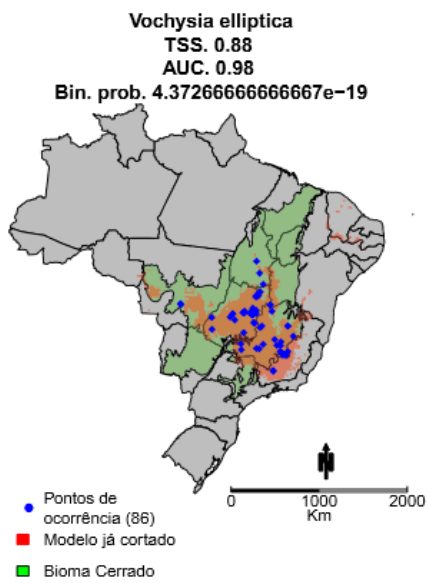 Vochysia elliptica
TSS. 0.88
AUC. 0.98
Bin. prob. 4.37266666666667e−19
N
0 1000 2000
Km
Pontos de
ocorrência (86)
Modelo já cortado
Bioma Cerrado